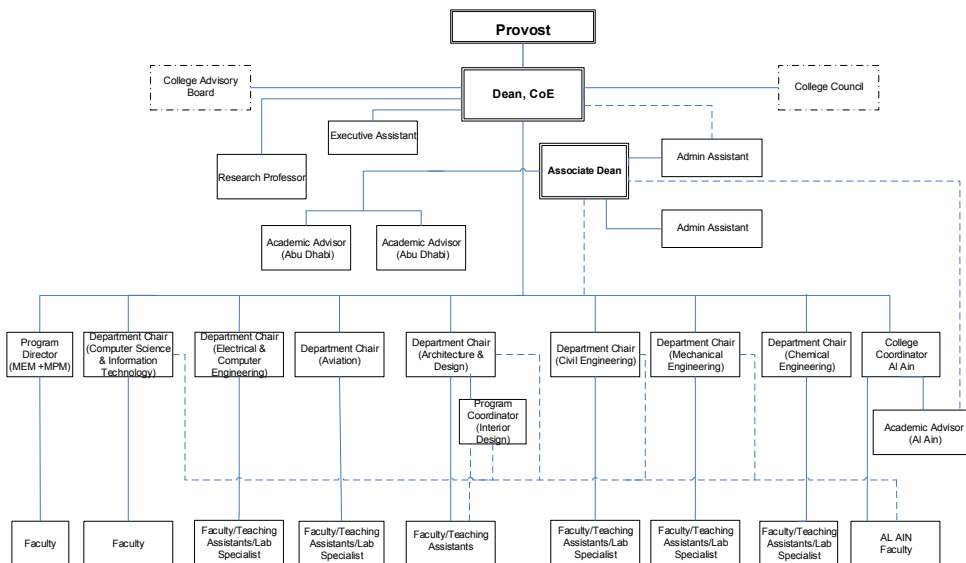 Provost
College Advisory
Board
Dean, CoE
College Council
Executive Assistant
Admin Assistant
Research Professor
Associate Dean
Academic Advisor
(Abu Dhabi)
Academic Advisor
(Abu Dhabi)
Admin Assistant
Program
Director
(MEM +MPM)
Department Chair
(Computer Science
& Information
Technology)
Department Chair
(Electrical &
Computer
Engineering)
Department Chair
(Aviation)
Department Chair
(Architecture &
Design)
Department Chair
(Civil Engineering)
Department Chair
(Mechanical
Engineering)
Department Chair
(Chemical
Engineering)
College
Coordinator
Al Ain
Program
Coordinator
(Interior
Design)
Academic Advisor
(Al Ain)
Faculty
Faculty
Faculty/Teaching
Assistants/Lab
Specialist
Faculty/Teaching
Assistants/Lab
Specialist
Faculty/Teaching
Assistants
Faculty/Teaching
Assistants/Lab
Specialist
Faculty/Teaching
Assistants/Lab
Specialist
Faculty/Teaching
Assistants/Lab
Specialist
AL AIN
Faculty